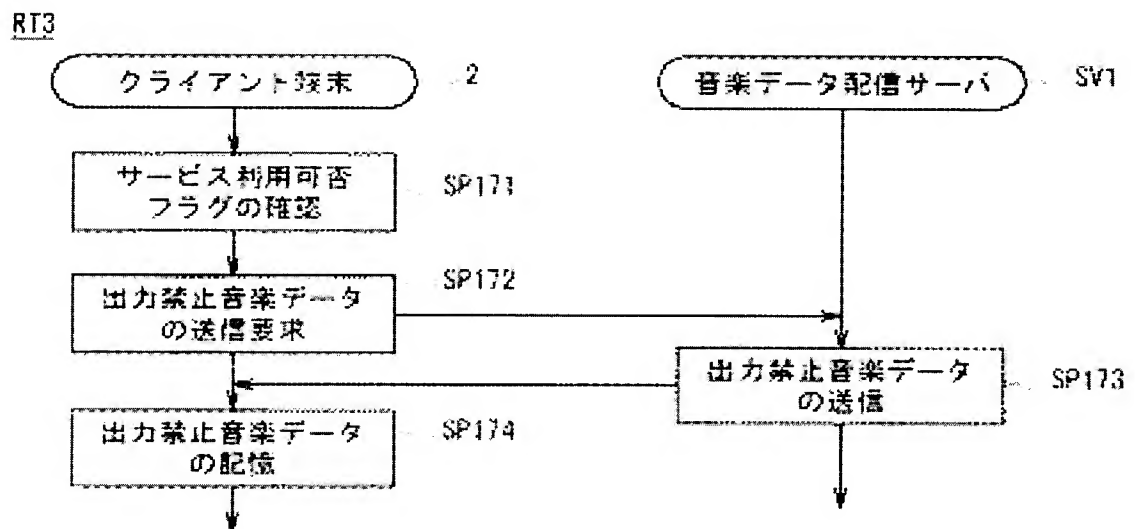 RT3
クライアント端末
2
音楽データ配信サーバ
SV1
サービス利用可否
フラグの確認
SP171
出力禁止音楽データ
の送信要求
SP172
出力禁止音楽データ
の送信
SP173
出力禁止音楽データ
の記憶
SP174